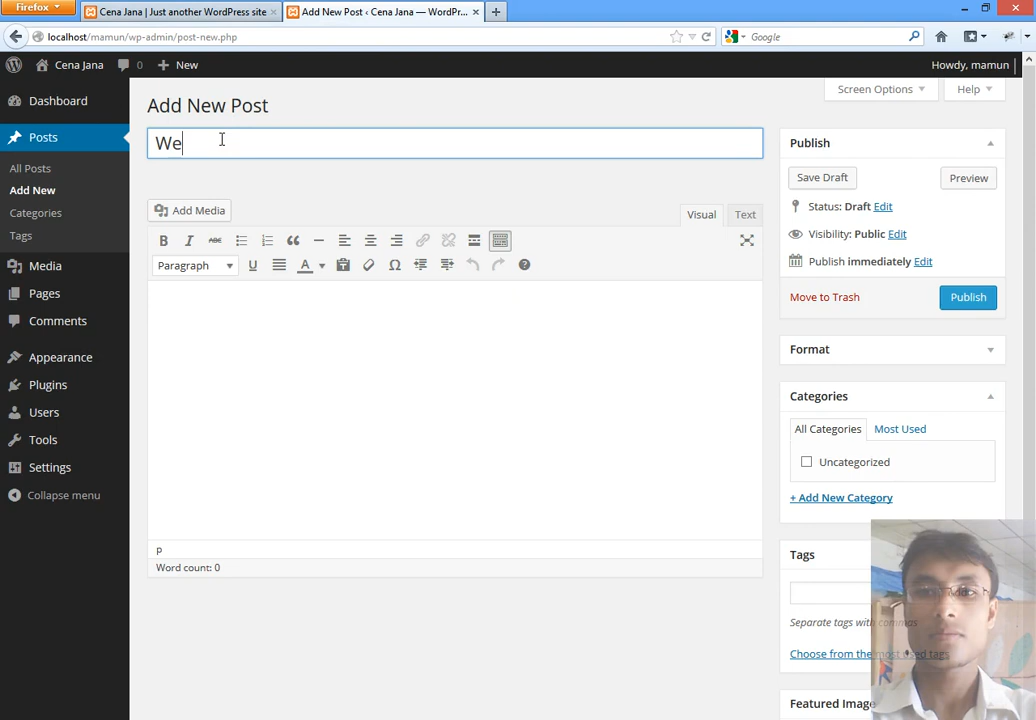 Firefox
Cena Jana | Just another WordPress site
Add New Post ‹ Cena Jana — WordPr...
localhost/mamun/wp-admin/post-new.php
Google
Cena Jana
0
New
Howdy, mamun
Screen Options
Help
Dashboard
Posts
All Posts
Add New
Categories
Tags
Media
Pages
Comments
Appearance
Plugins
Users
Tools
Settings
Collapse menu
Add New Post
We
Add Media
Visual
Text
B I ABC
Paragraph
U
A
p
Word count: 0
Publish
Save Draft
Preview
Status: Draft Edit
Visibility: Public Edit
Publish immediately Edit
Move to Trash
Publish
Format
Categories
All Categories
Most Used
Uncategorized
+ Add New Category
Tags
Separate tags with commas
Choose from the most used tags
Featured Image